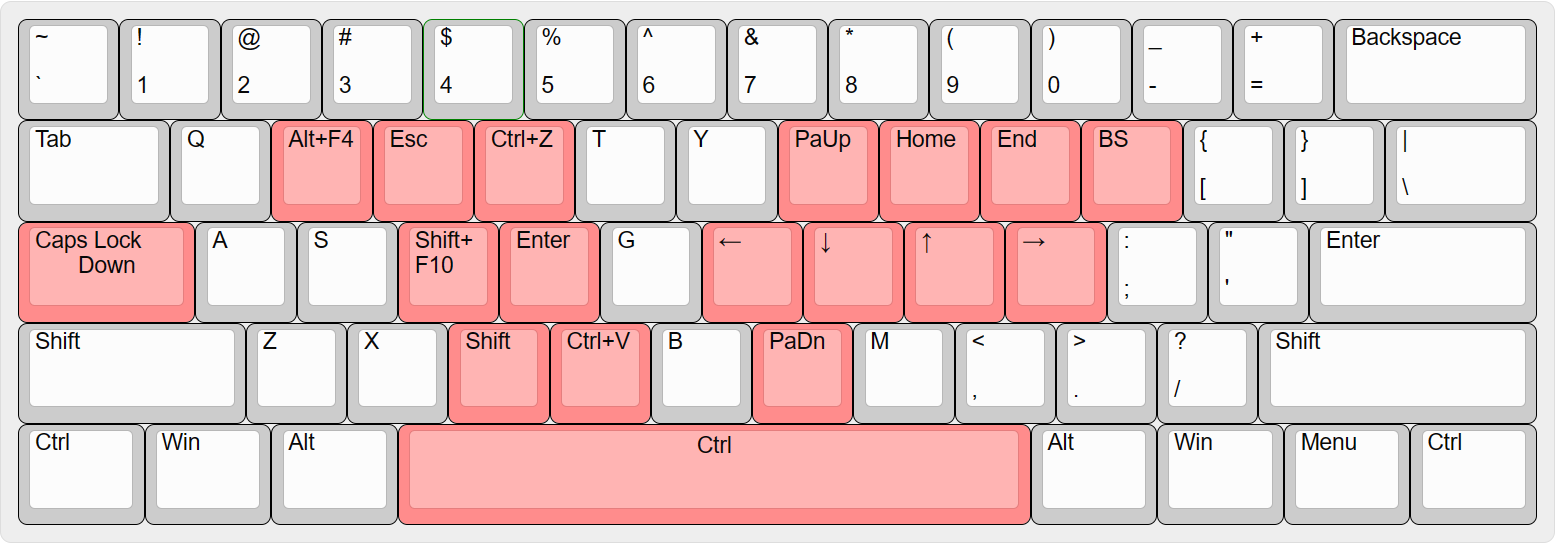 ~ ! @ # $ % ^ & * ( ) _ + Backspace
` 1 2 3 4 5 6 7 8 9 0 - =
Tab Q Alt+F4 Esc Ctrl+Z T Y PaUp Home End BS { } |
[ ] \
Caps Lock A S Shift+ Enter G ← ↓ ↑ → : " Enter
Down F10 ; '
Shift Z X Shift Ctrl+V B PaDn M < > ? Shift
, . /
Ctrl Win Alt Ctrl Alt Win Menu Ctrl